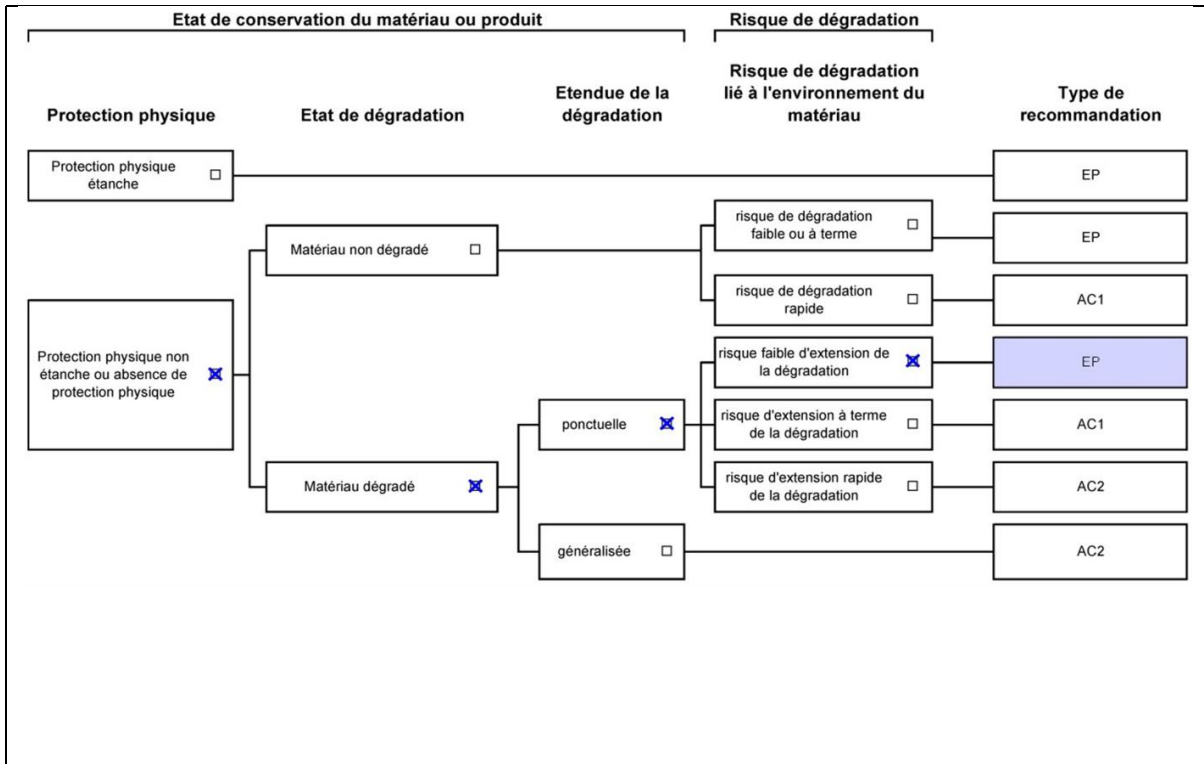 Etat de conservation du matériau ou produit
Risque de dégradation
Protection physique
Etat de dégradation
Etendue de la
dégradation
Risque de dégradation
lié à l'environnement du
matériau
Type de
recommandation
Protection physique
étanche
EP
Matériau non dégradé
risque de dégradation
faible ou à terme
EP
risque de dégradation
rapide
AC1
Protection physique non
étanche ou absence de
protection physique
Matériau dégradé
ponctuelle
risque faible d'extension de
la dégradation
EP
risque d'extension à terme
de la dégradation
AC1
risque d'extension rapide
de la dégradation
AC2
généralisée
AC2